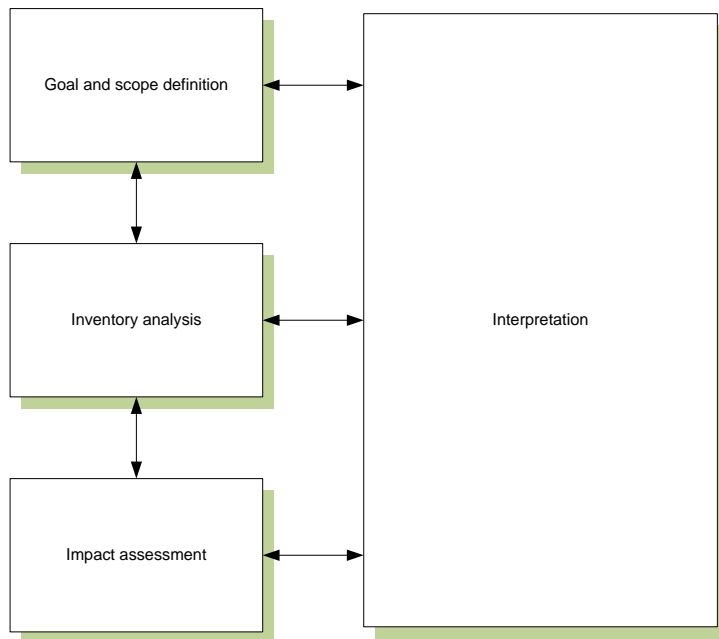 Goal and scope definition
Inventory analysis
Interpretation
Impact assessment